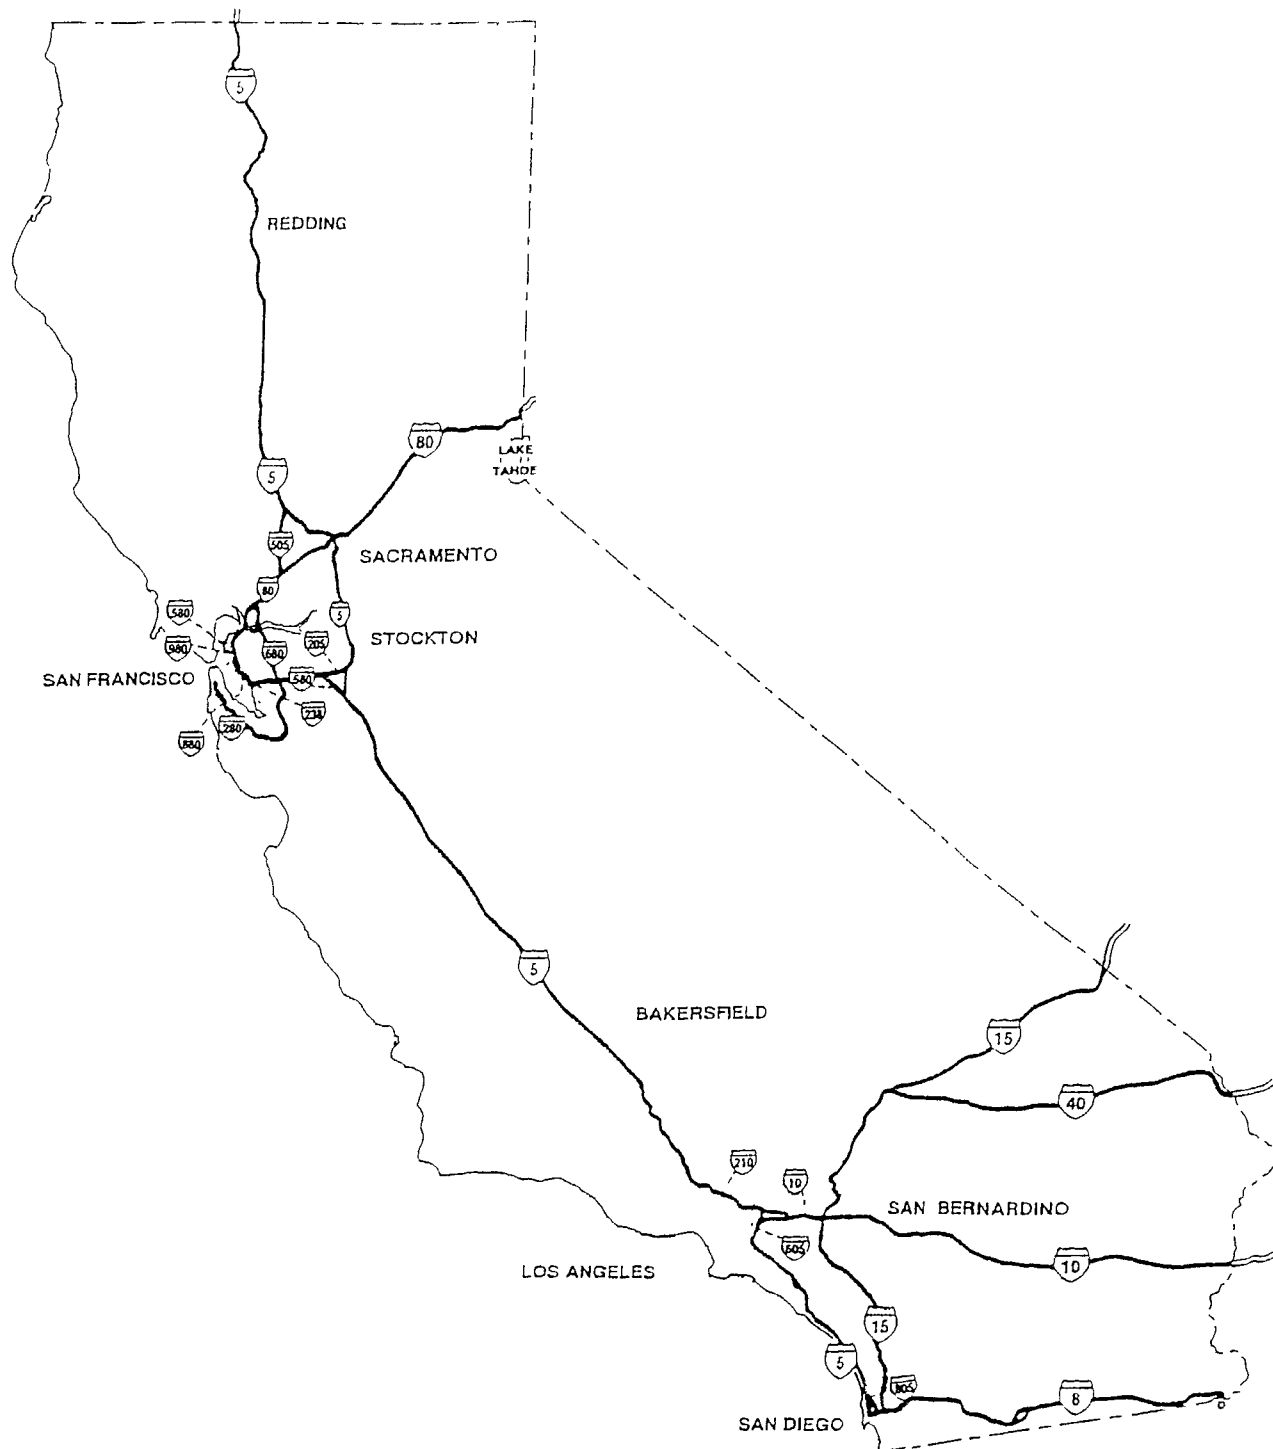 5
REDDING
80
LAKE
TAHOE
5
505
SACRAMENTO
80
580
5
205
STOCKTON
980
680
SAN FRANCISCO
580
238
280
880
5
BAKERSFIELD
15
40
210
10
SAN BERNARDINO
605
10
LOS ANGELES
15
5
805
8
SAN DIEGO